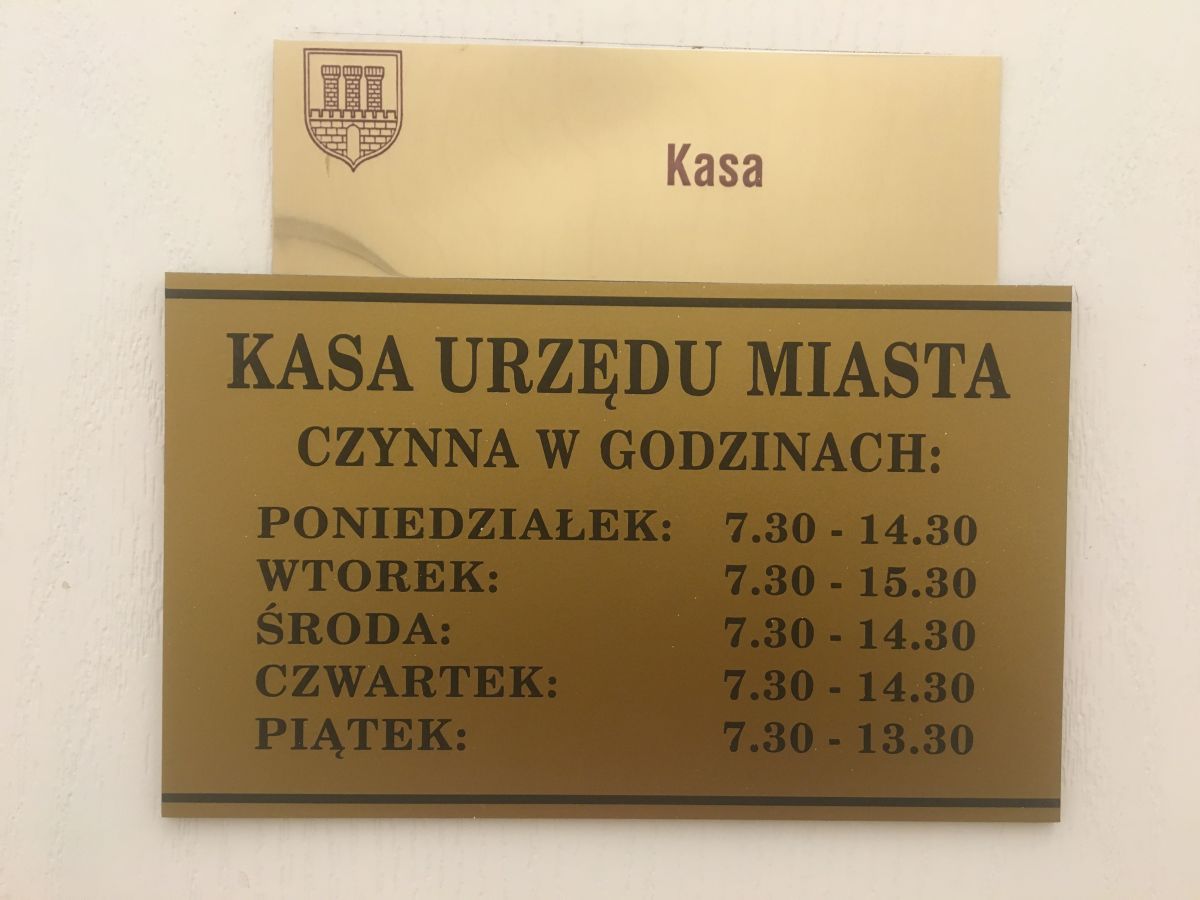 Kasa
KASA URZĘDU MIASTA
CZYNNA W GODZINACH:
PONIEDZIAŁEK: 7.30 - 14.30
WTOREK: 7.30 - 15.30
ŚRODA: 7.30 - 14.30
CZWARTEK: 7.30 - 14.30
PIĄTEK: 7.30 - 13.30